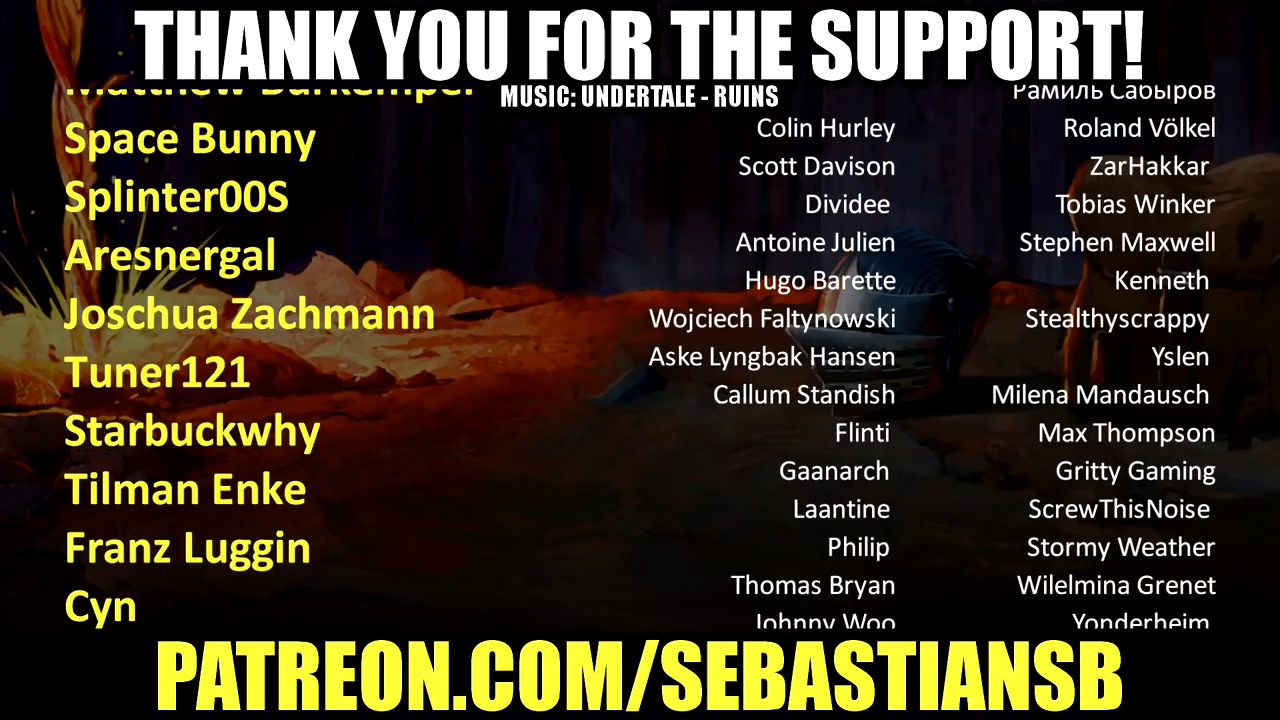 THANK YOU FOR THE SUPPORT!
MUSIC: UNDERTALE - RUINS
Space Bunny
Splinter00S
Aresnergal
Joschua Zachmann
Tuner121
Starbuckwhy
Tilman Enke
Franz Luggin
Cyn
Colin Hurley
Scott Davison
Dividee
Antoine Julien
Hugo Barette
Wojciech Faltynowski
Aske Lyngbak Hansen
Callum Standish
Flinti
Gaanarch
Laantine
Philip
Thomas Bryan
Johnny Woo
Рамиль Сабыров
Roland Völkel
ZarHakkar
Tobias Winker
Stephen Maxwell
Kenneth
Stealthyscrappy
Yslen
Milena Mandausch
Max Thompson
Gritty Gaming
ScrewThisNoise
Stormy Weather
Wilelmina Grenet
Yonderheim
PATREON.COM/SEBASTIANSB